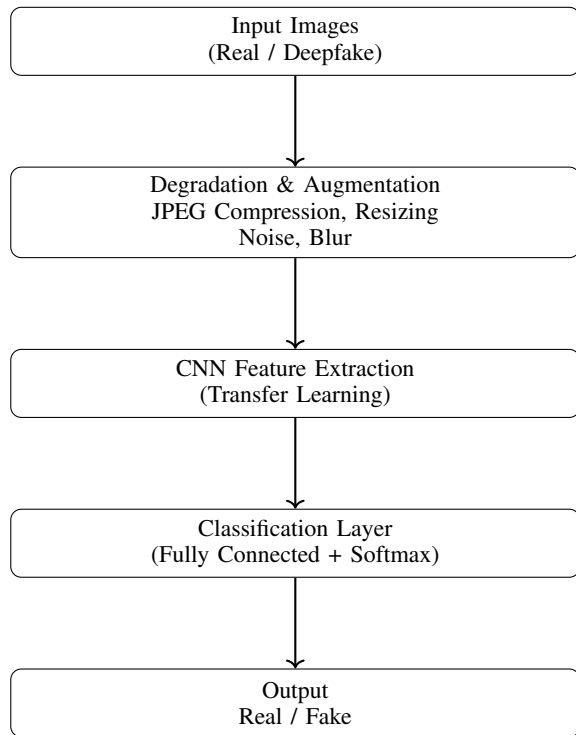 Input Images
(Real / Deepfake)
Degradation & Augmentation
JPEG Compression, Resizing
Noise, Blur
CNN Feature Extraction
(Transfer Learning)
Classification Layer
(Fully Connected + Softmax)
Output
Real / Fake